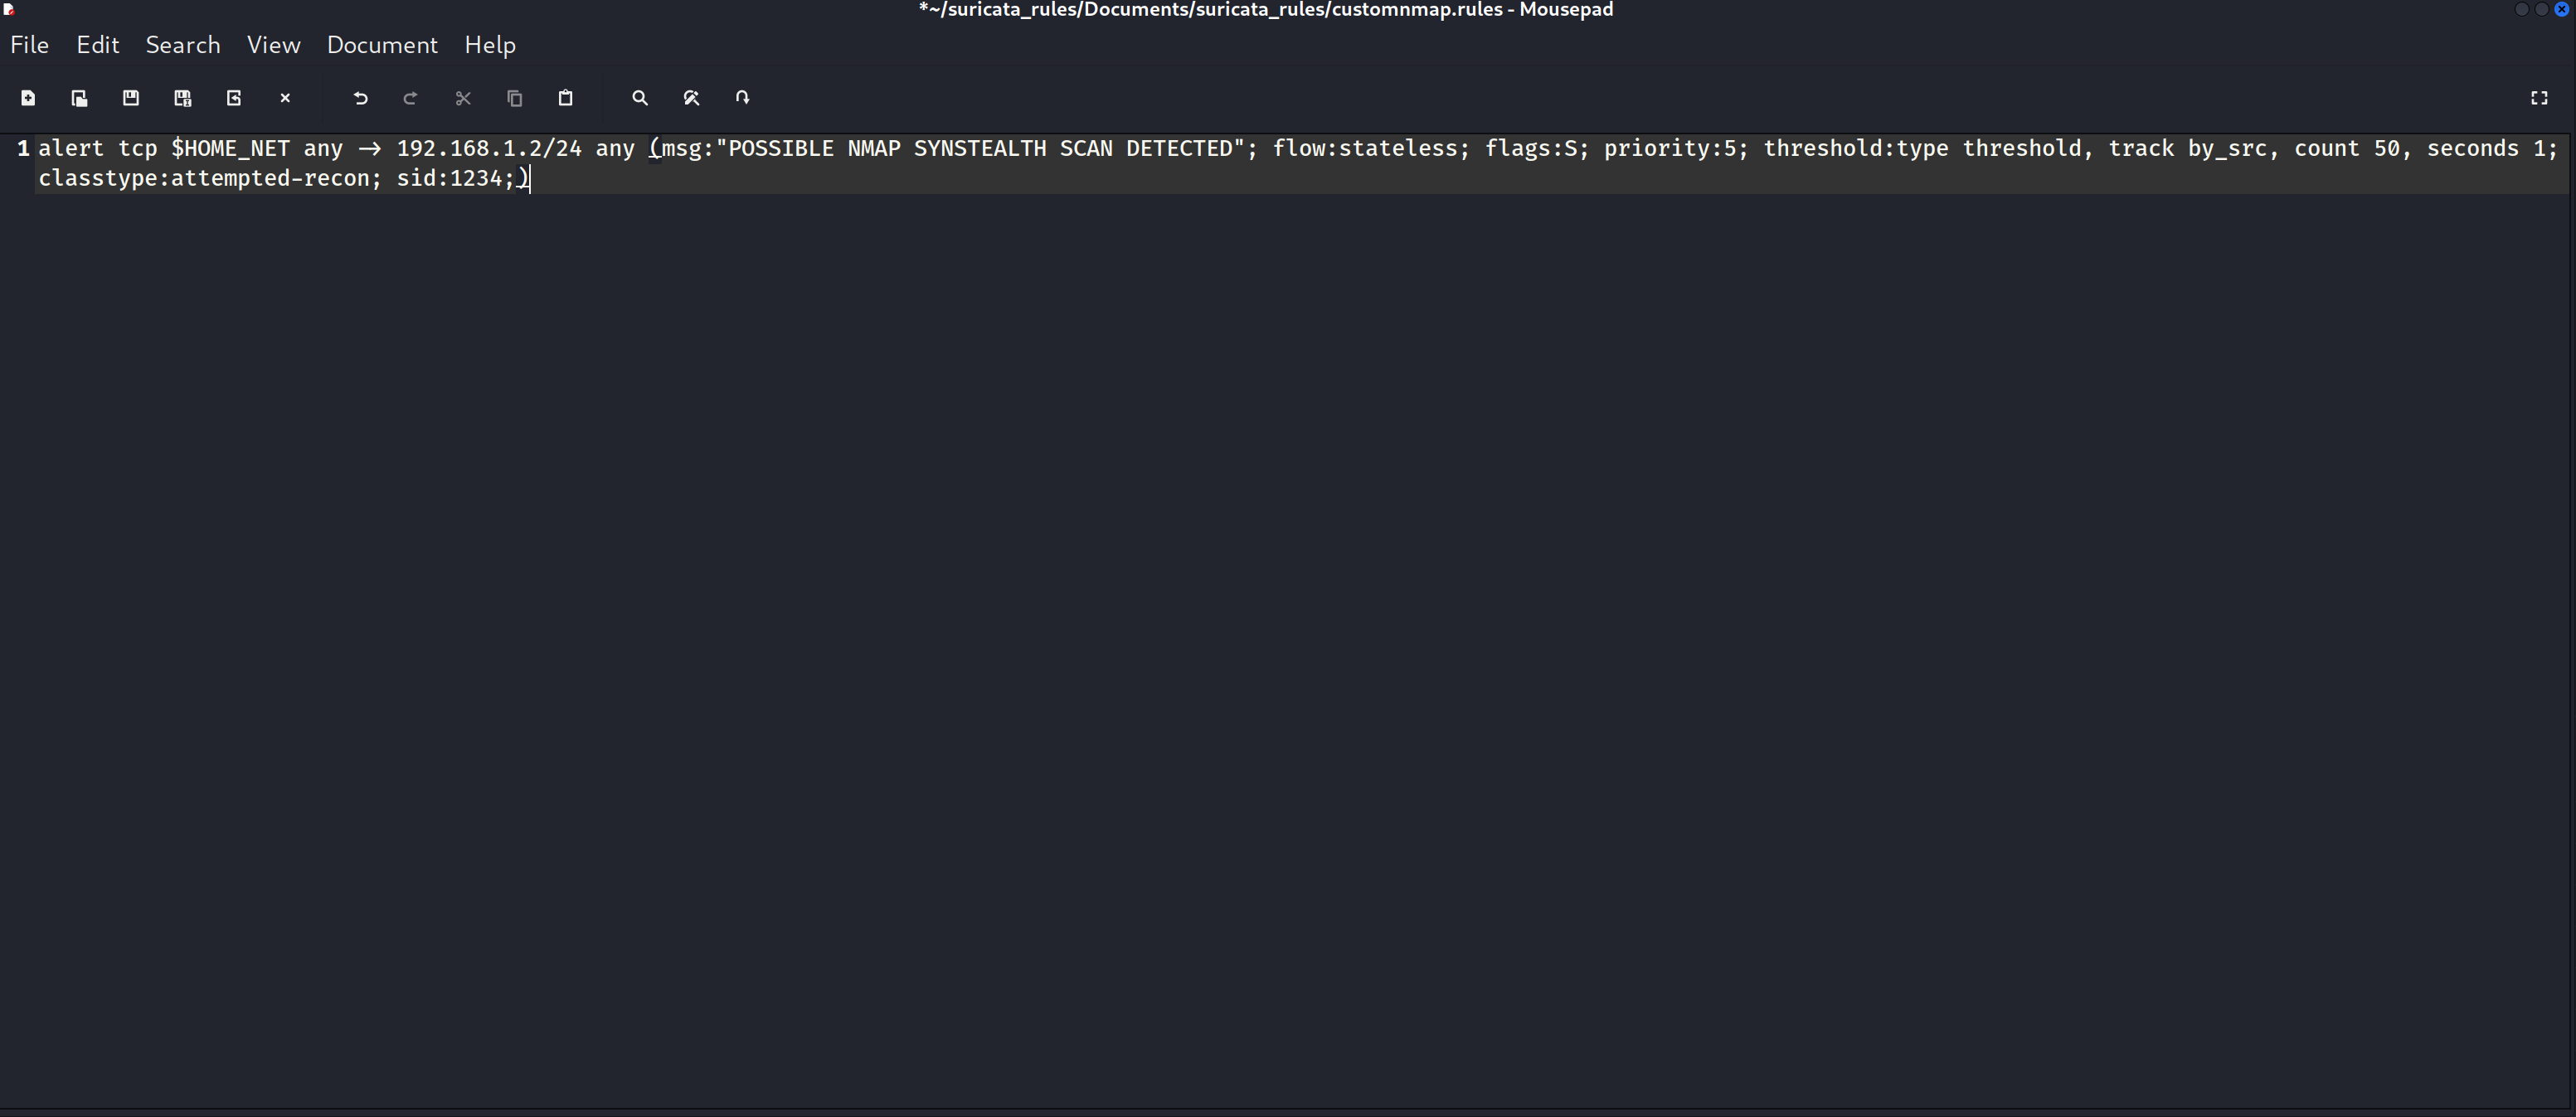 *~/suricata_rules/Documents/suricata_rules/customnmap.rules - Mousepad
File Edit Search View Document Help
1 alert tcp $HOME_NET any → 192.168.1.2/24 any (msg:"POSSIBLE NMAP SYNSTEALTH SCAN DETECTED"; flow:stateless; flags:S; priority:5; threshold:type threshold, track by_src, count 50, seconds 1;
classtype:attempted-recon; sid:1234;)